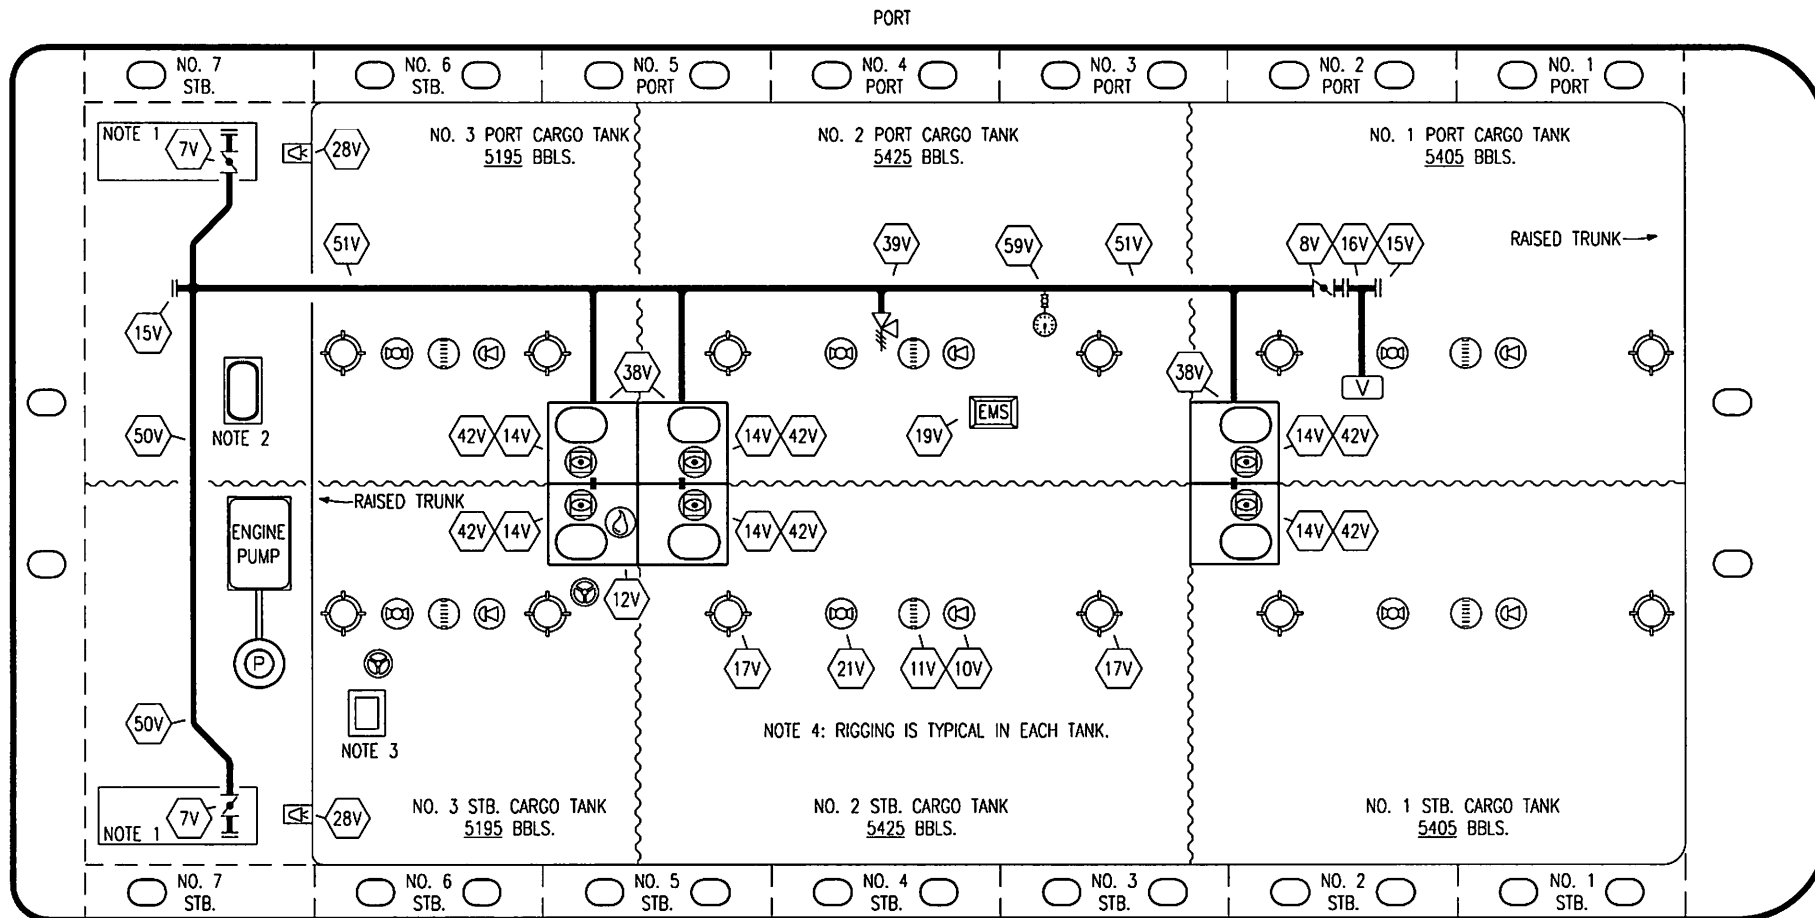 PORT
NO. 7
STB.
NO. 6
STB.
NO. 5
PORT
NO. 4
PORT
NO. 3
PORT
NO. 2
PORT
NO. 1
PORT
NOTE 1
7V
28V
NO. 3 PORT CARGO TANK
5195 BBLS.
NO. 2 PORT CARGO TANK
5425 BBLS.
NO. 1 PORT CARGO TANK
5405 BBLS.
51V
39V
59V
51V
8V
16V
15V
RAISED TRUNK
15V
38V
38V
V
50V
NOTE 2
42V
14V
14V
42V
19V
EMS
14V
42V
RAISED TRUNK
ENGINE
PUMP
42V
14V
14V
42V
14V
42V
12V
P
17V
21V
11V
10V
17V
50V
NOTE 3
NOTE 4: RIGGING IS TYPICAL IN EACH TANK.
NOTE 1
7V
28V
NO. 3 STB. CARGO TANK
5195 BBLS.
NO. 2 STB. CARGO TANK
5425 BBLS.
NO. 1 STB. CARGO TANK
5405 BBLS.
NO. 7
STB.
NO. 6
STB.
NO. 5
STB.
NO. 4
STB.
NO. 3
STB.
NO. 2
STB.
NO. 1
STB.